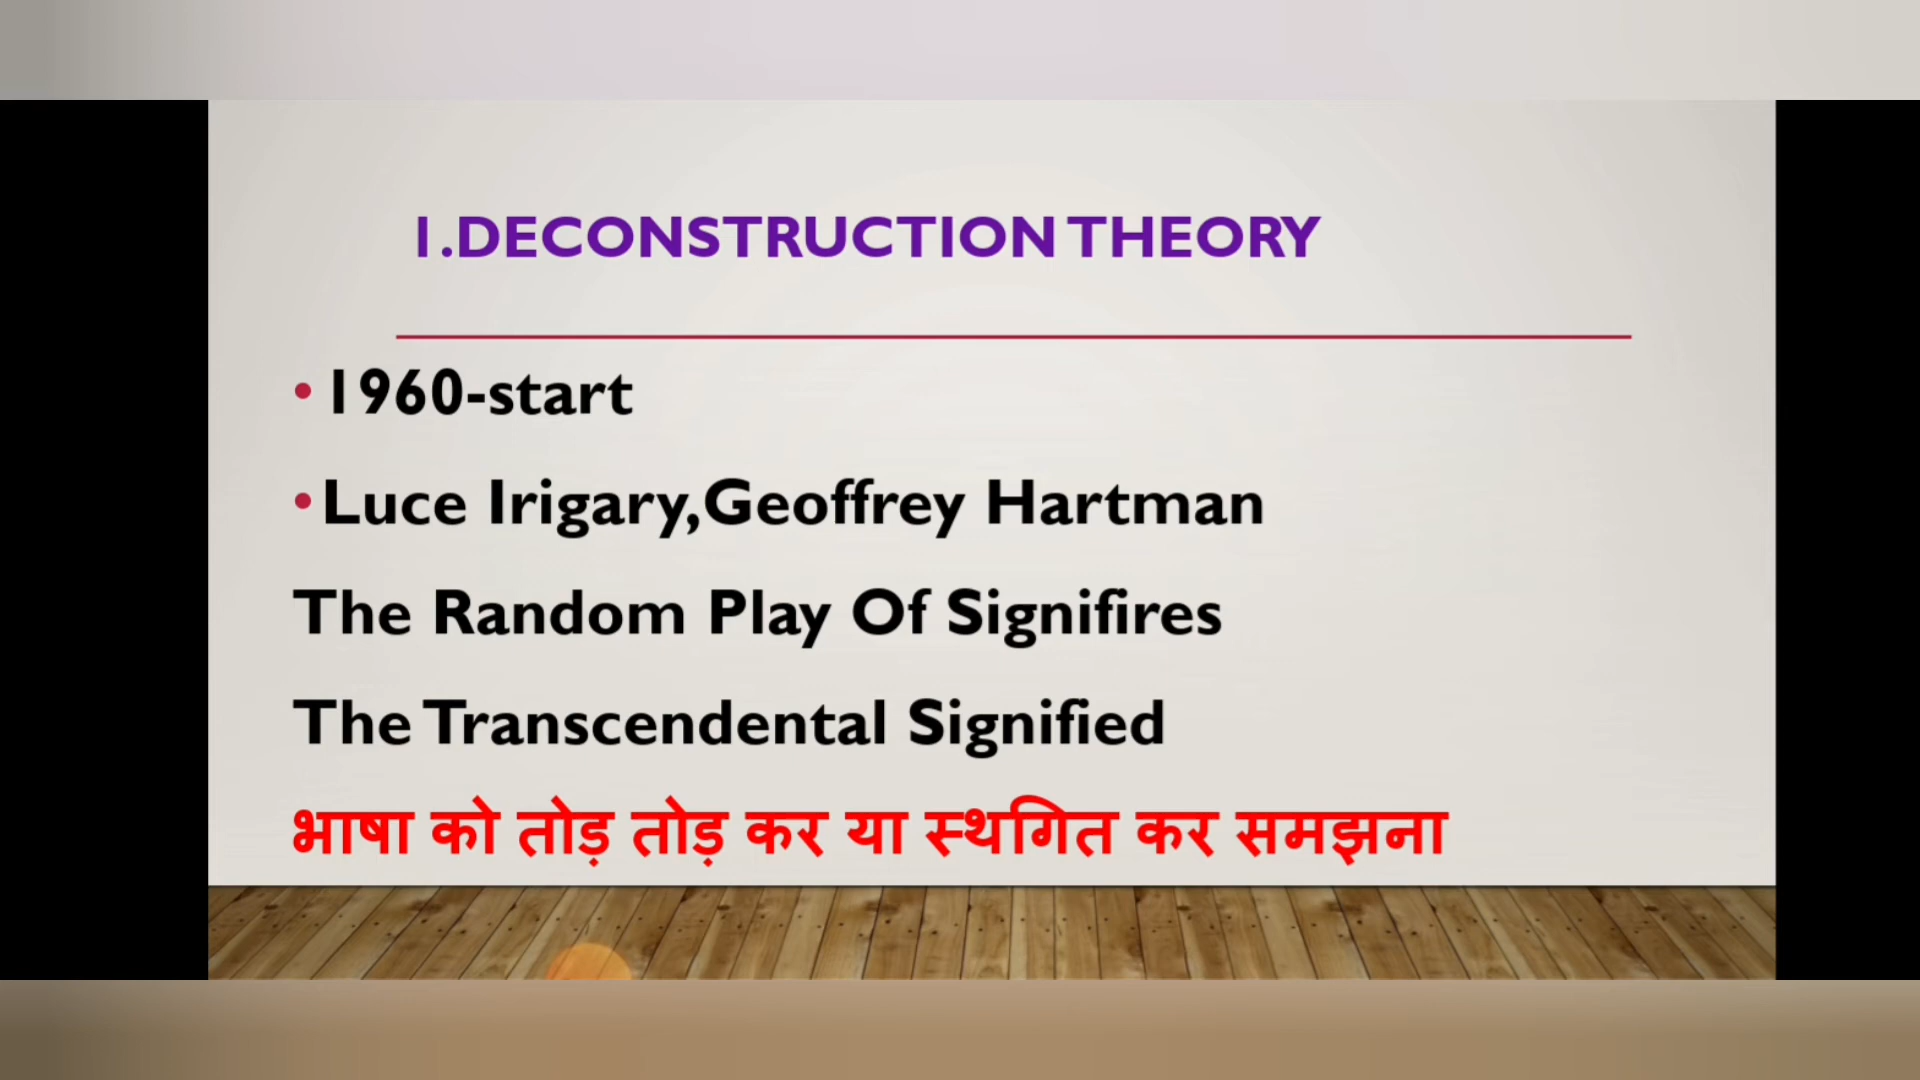 1.DECONSTRUCTION THEORY
1960-start
Luce Irigary,Geoffrey Hartman
The Random Play Of Signifires
The Transcendental Signified
भाषा को तोड़ तोड़ कर या स्थगित कर समझना